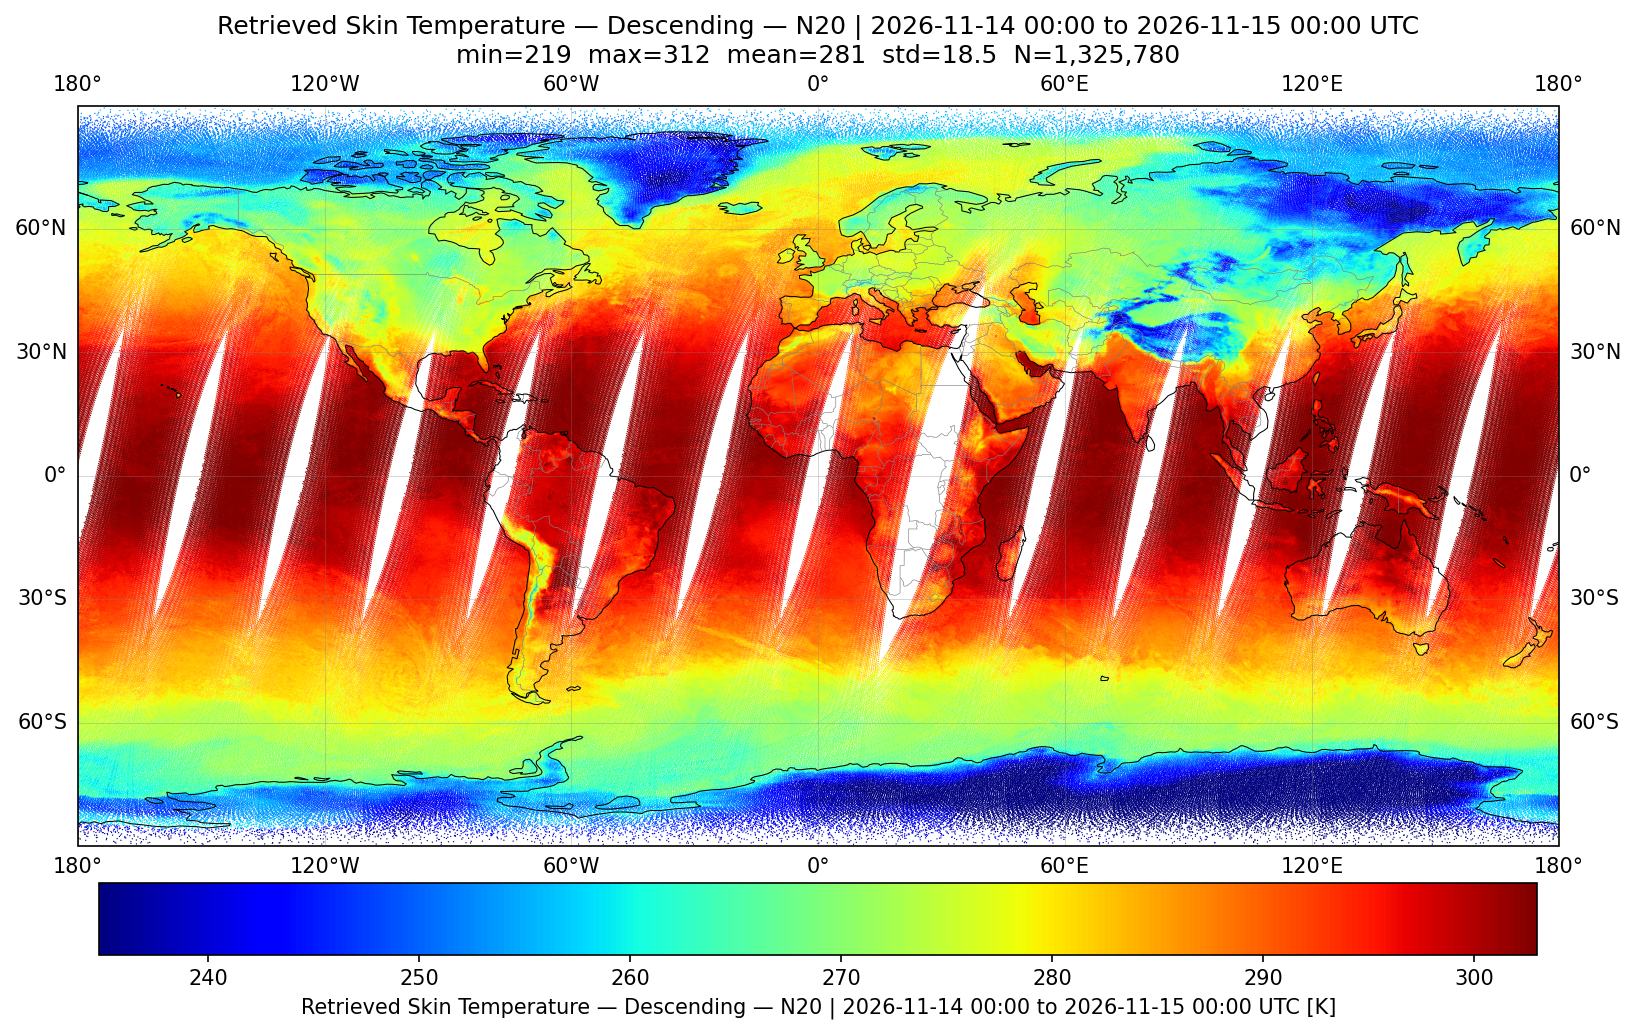 Retrieved Skin Temperature — Descending — N20 | 2026-11-14 00:00 to 2026-11-15 00:00 UTC
min=219  max=312  mean=281  std=18.5  N=1,325,780
180° 120°W 60°W 0° 60°E 120°E 180°
60°N 60°N
30°N 30°N
0° 0°
30°S 30°S
60°S 60°S
180° 120°W 60°W 0° 60°E 120°E 180°
240 250 260 270 280 290 300
Retrieved Skin Temperature — Descending — N20 | 2026-11-14 00:00 to 2026-11-15 00:00 UTC [K]